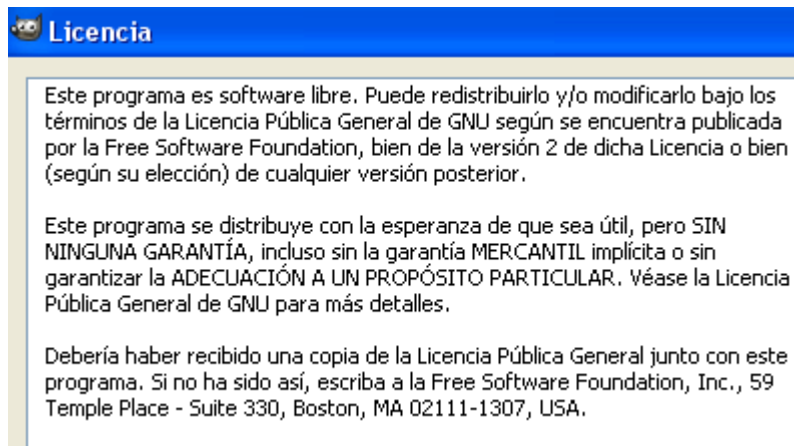 Licencia
Este programa es software libre. Puede redistribuirlo y/o modificarlo bajo los
términos de la Licencia Pública General de GNU según se encuentra publicada
por la Free Software Foundation, bien de la versión 2 de dicha Licencia o bien
(según su elección) de cualquier versión posterior.
Este programa se distribuye con la esperanza de que sea útil, pero SIN
NINGUNA GARANTÍA, incluso sin la garantía MERCANTIL implícita o sin
garantizar la ADECUACIÓN A UN PROPÓSITO PARTICULAR. Véase la Licencia
Pública General de GNU para más detalles.
Debería haber recibido una copia de la Licencia Pública General junto con este
programa. Si no ha sido así, escriba a la Free Software Foundation, Inc., 59
Temple Place - Suite 330, Boston, MA 02111-1307, USA.